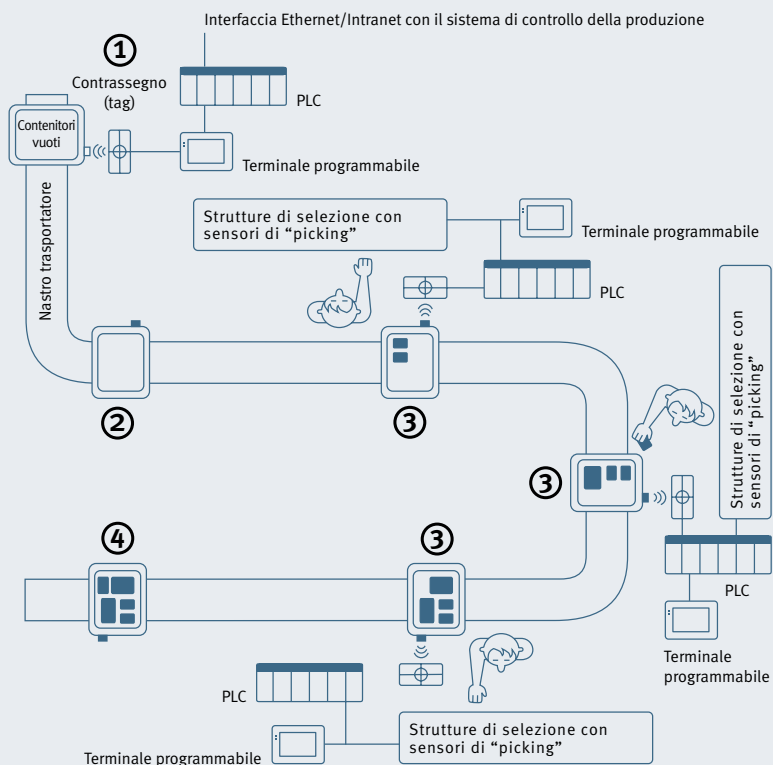 Interfaccia Ethernet/Intranet con il sistema di controllo della produzione
1
Contrassegno
(tag)
PLC
Contenitori
vuoti
Terminale programmabile
Nastro trasportatore
Strutture di selezione con
sensori di “picking”
Terminale programmabile
PLC
Strutture di selezione con
sensori di “picking”
2
3
3
4
3
PLC
Terminale
programmabile
PLC
Strutture di selezione con
sensori di “picking”
Terminale programmabile